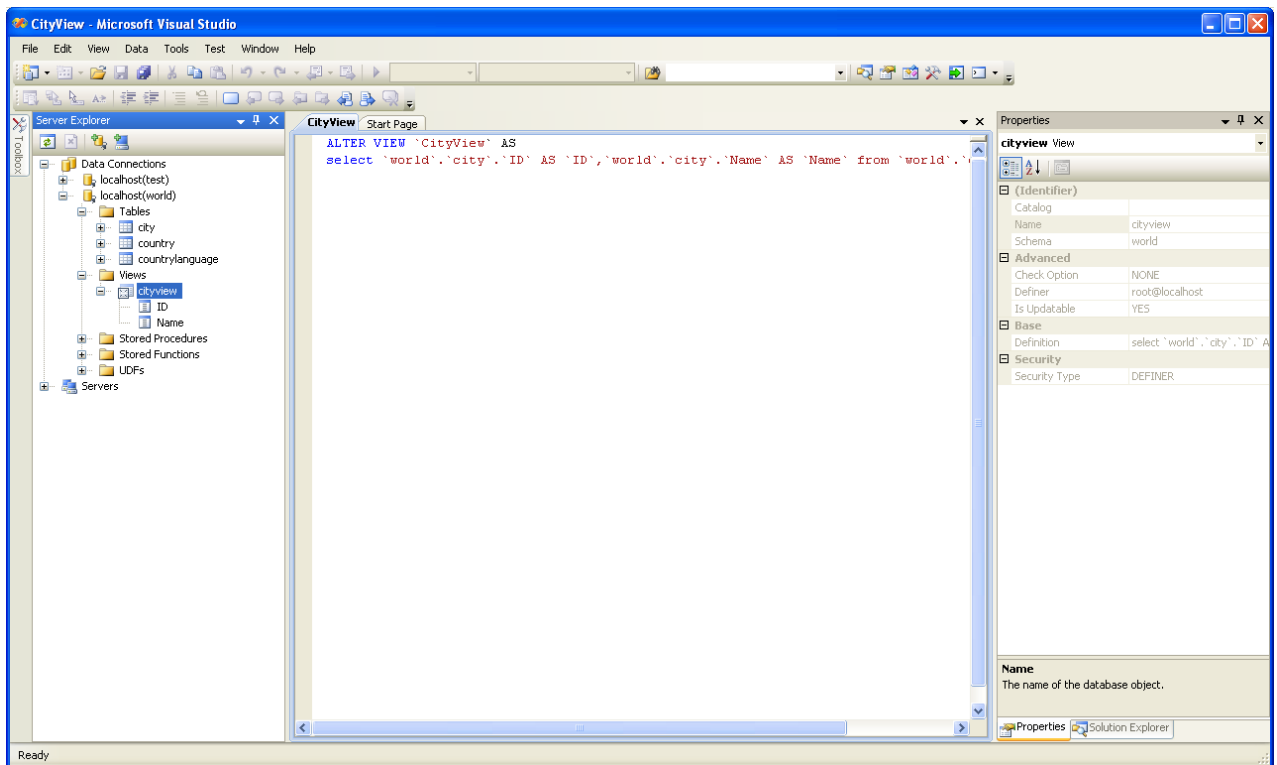 CityView - Microsoft Visual Studio
File Edit View Data Tools Test Window Help
Toolbox
Server Explorer
Data Connections
localhost(test)
localhost(world)
Tables
city
country
countrylanguage
Views
cityview
ID
Name
Stored Procedures
Stored Functions
UDFs
Servers
CityView Start Page
ALTER VIEW `CityView` AS
select `world`.`city`.`ID` AS `ID`,`world`.`city`.`Name` AS `Name` from `world`.`
Properties
cityview View
(Identifier)
Catalog
Name cityview
Schema world
Advanced
Check Option NONE
Definer root@localhost
Is Updatable YES
Base
Definition select `world`.`city`.`ID` A
Security
Security Type DEFINER
Name
The name of the database object.
Properties Solution Explorer
Ready